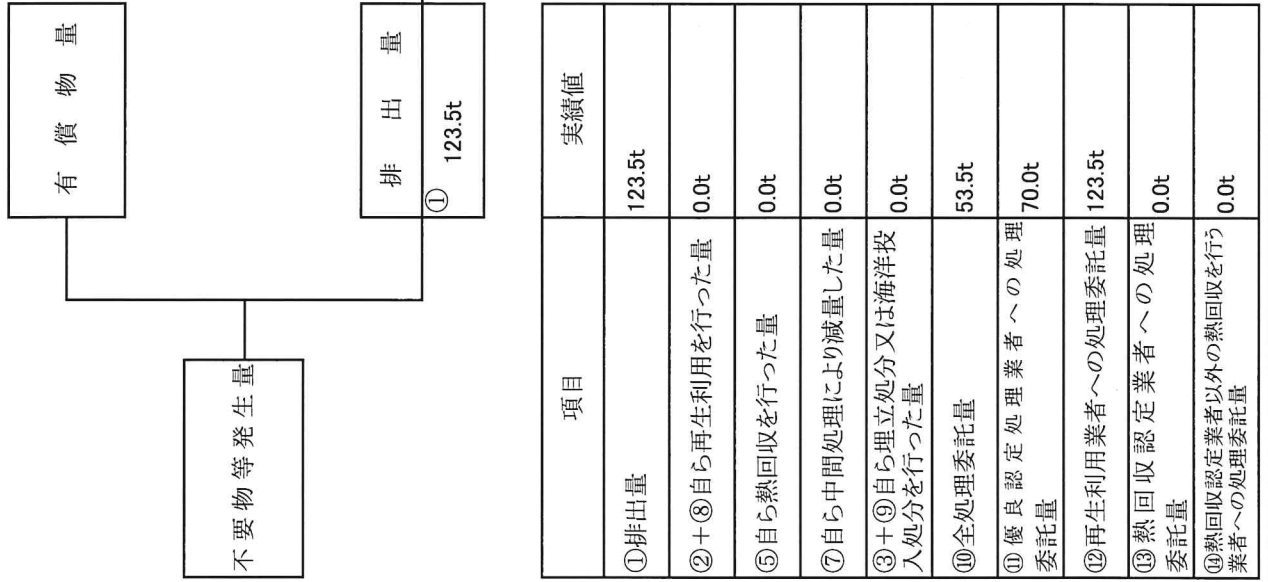 有償物量
不要物等発生量
排出量
① 123.5t
項目 実績値
①排出量 123.5t
②＋⑧自ら再生利用を行った量 0.0t
⑤自ら熱回収を行った量 0.0t
⑦自ら中間処理により減量した量 0.0t
③＋⑨自ら埋立処分又は海洋投
入処分を行った量 0.0t
⑩全処理委託量 53.5t
⑪優良認定処理業者への処理
委託量 70.0t
⑫再生利用業者への処理委託量 123.5t
⑬熱回収認定業者への処理
委託量 0.0t
⑭熱回収認定業者以外の熱回収を行う
業者への処理委託量 0.0t